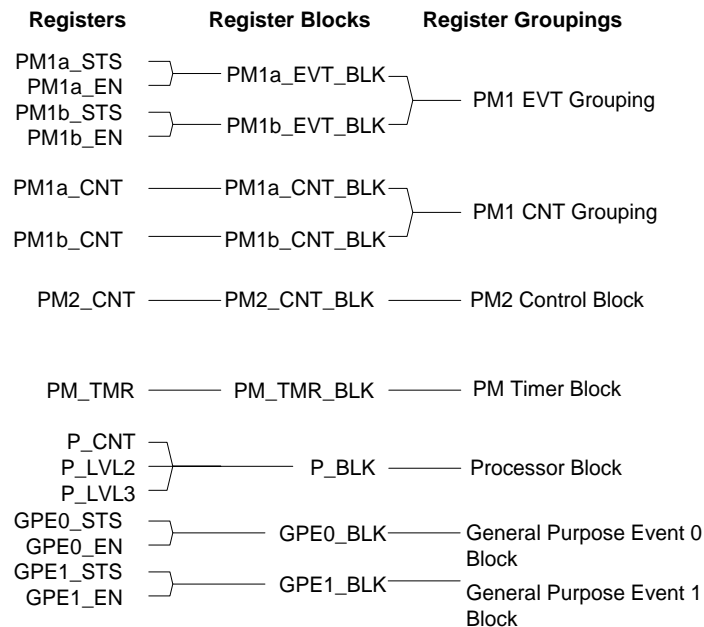 Registers Register Blocks Register Groupings
PM1a_STS
PM1a_EN
PM1a_EVT_BLK
PM1b_STS
PM1b_EN
PM1b_EVT_BLK
PM1 EVT Grouping
PM1a_CNT PM1a_CNT_BLK
PM1b_CNT PM1b_CNT_BLK
PM1 CNT Grouping
PM2_CNT PM2_CNT_BLK PM2 Control Block
PM_TMR PM_TMR_BLK PM Timer Block
P_CNT
P_LVL2 P_BLK Processor Block
P_LVL3
GPE0_STS
GPE0_EN
GPE0_BLK
General Purpose Event 0
Block
GPE1_STS
GPE1_EN
GPE1_BLK
General Purpose Event 1
Block